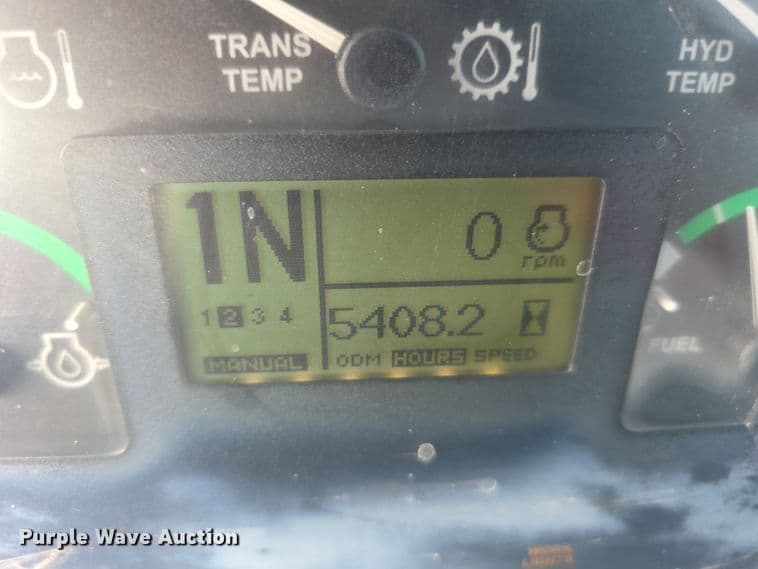 TRANS
TEMP
HYD
TEMP
1N
0
rpm
1 2 3 4
5408.2
MANUAL
ODM HOURS SPEED
FUEL
Purple Wave Auction